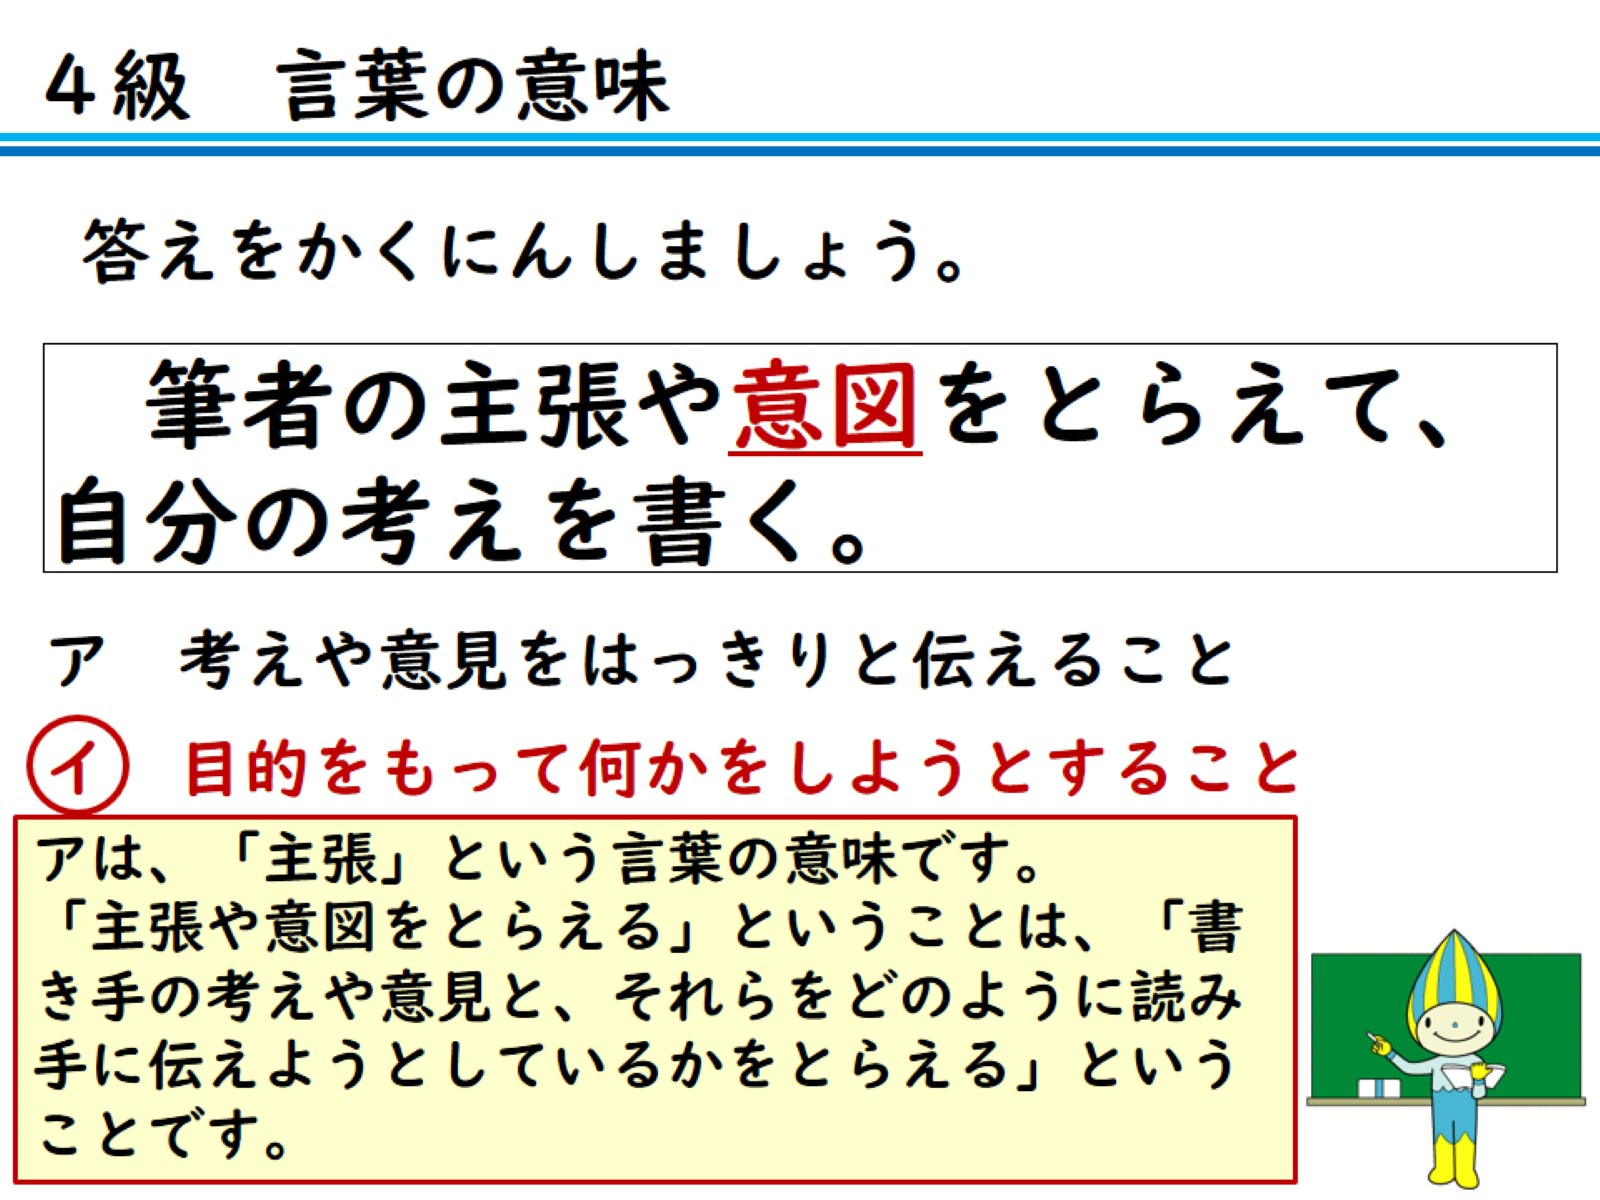 ４級　言葉の意味
答えをかくにんしましょう。
筆者の主張や意図をとらえて、
自分の考えを書く。
ア　考えや意見をはっきりと伝えること
イ　目的をもって何かをしようとすること
アは、「主張」という言葉の意味です。
「主張や意図をとらえる」ということは、「書
き手の考えや意見と、それらをどのように読み
手に伝えようとしているかをとらえる」という
ことです。